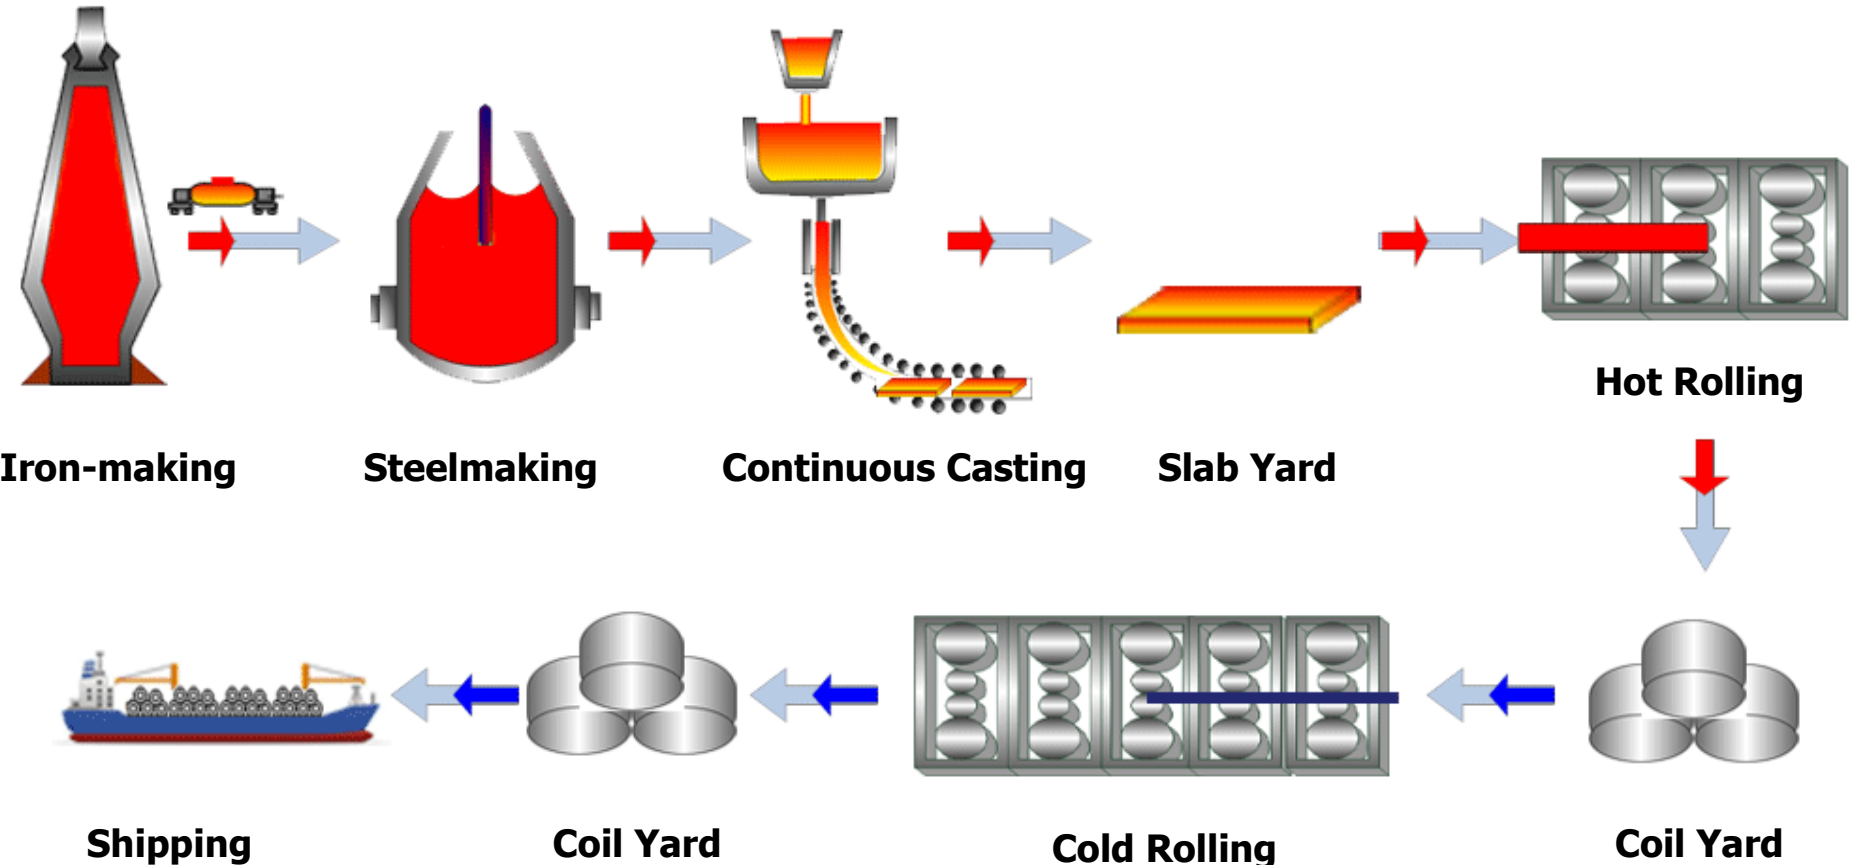 Hot Rolling
Iron-making
Steelmaking
Continuous Casting
Slab Yard
Shipping
Coil Yard
Cold Rolling
Coil Yard